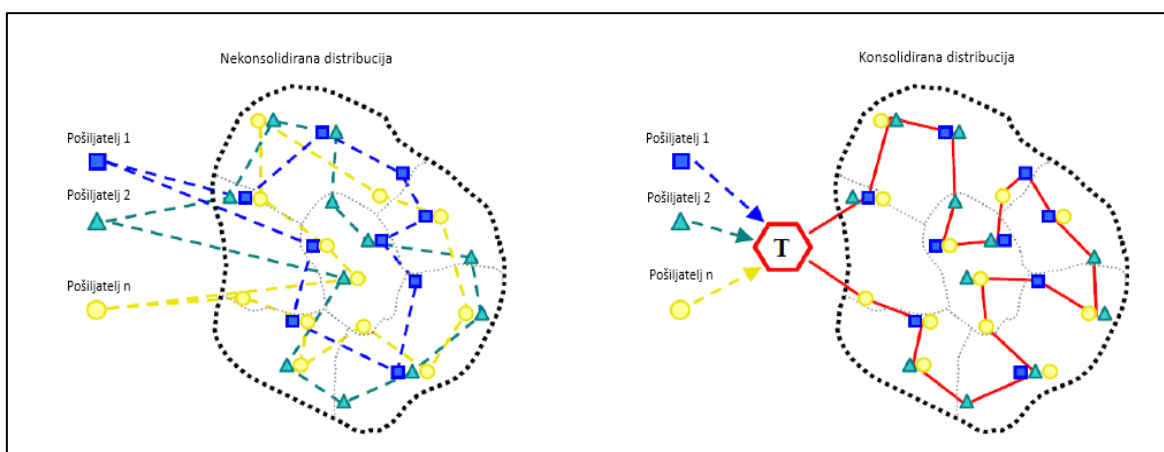 Nekonsolidirana distribucija
Pošiljatelj 1
Pošiljatelj 2
Pošiljatelj n
Konsolidirana distribucija
Pošiljatelj 1
Pošiljatelj 2
Pošiljatelj n
T